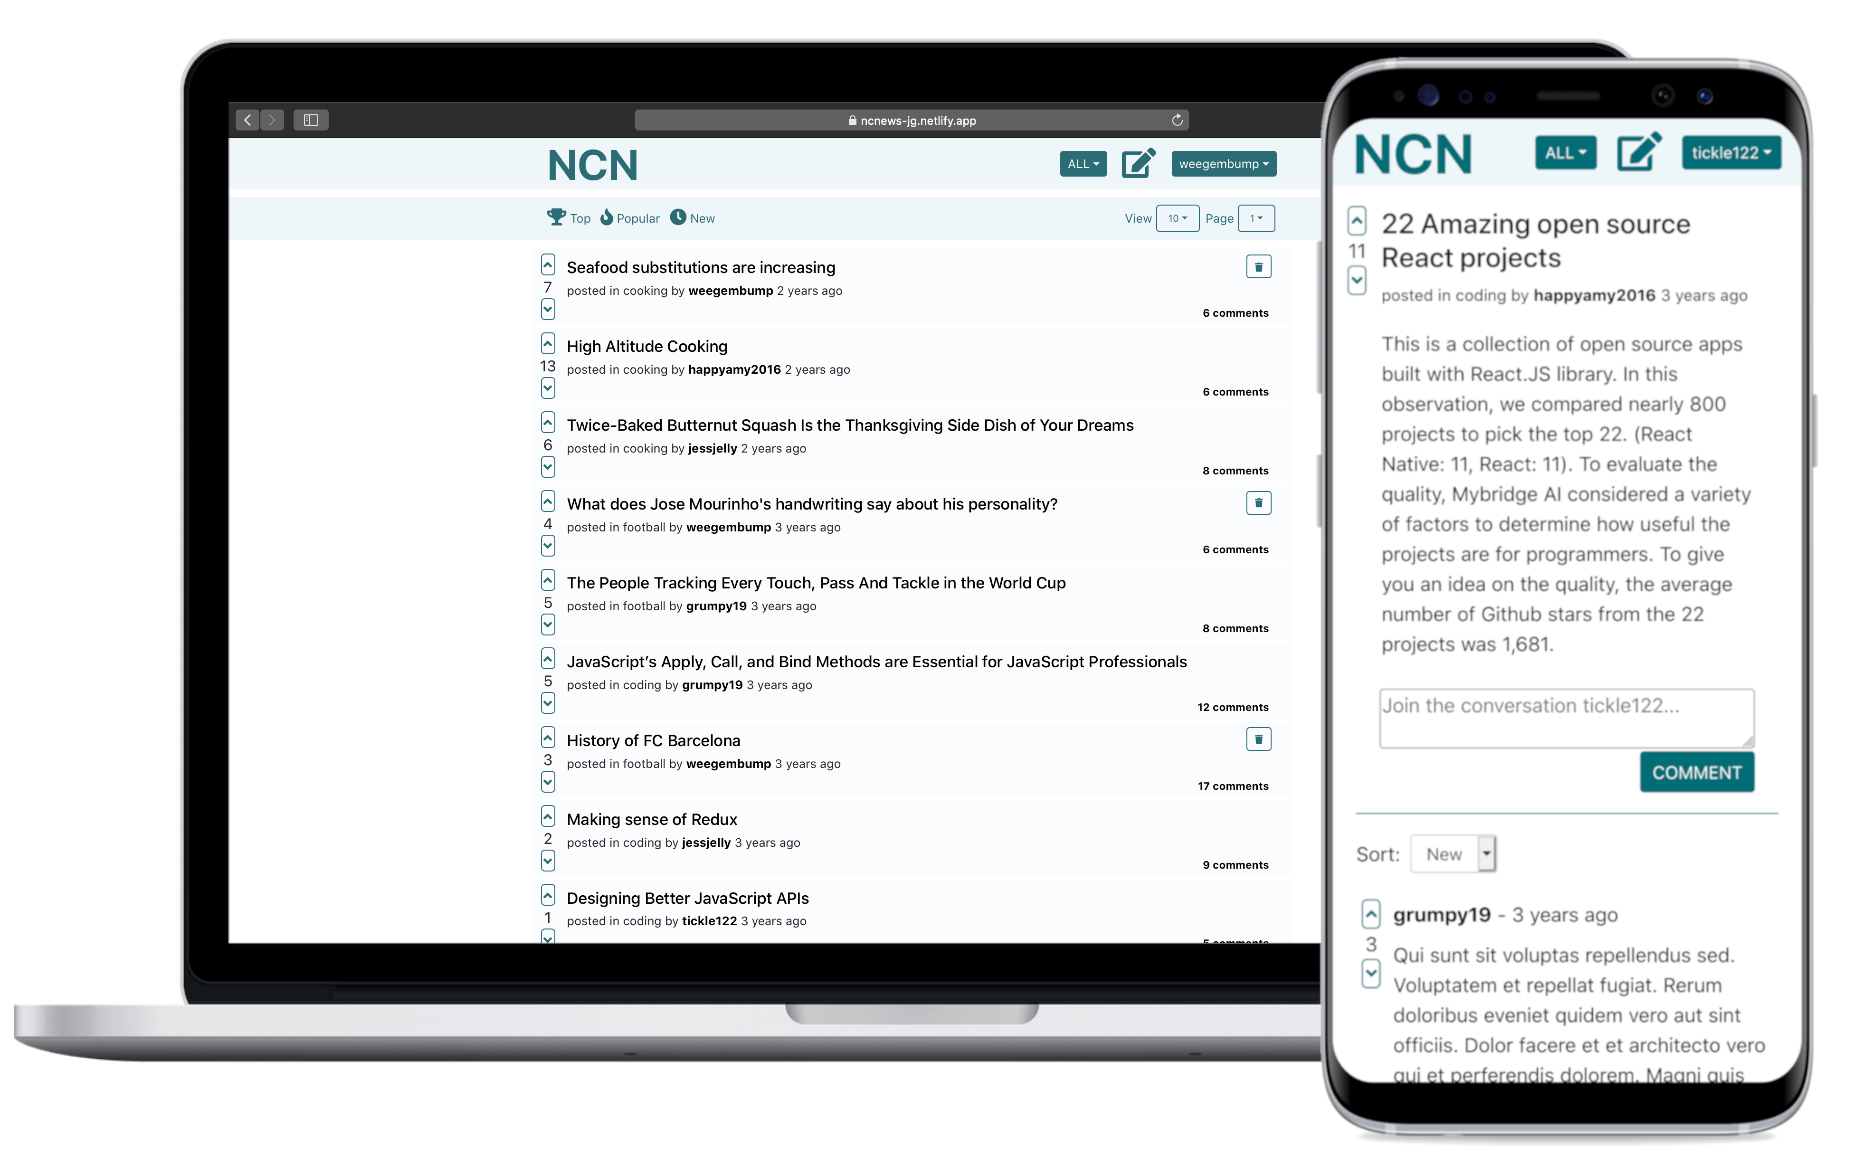 ncnews-jg.netlify.app
NCN
ALL
weegembump
Top Popular New
View 10 Page 1
Seafood substitutions are increasing
7
posted in cooking by weegembump 2 years ago
6 comments
High Altitude Cooking
13
posted in cooking by happyamy2016 2 years ago
6 comments
Twice-Baked Butternut Squash Is the Thanksgiving Side Dish of Your Dreams
6
posted in cooking by jessjelly 2 years ago
8 comments
What does Jose Mourinho's handwriting say about his personality?
4
posted in football by weegembump 3 years ago
6 comments
The People Tracking Every Touch, Pass And Tackle in the World Cup
5
posted in football by grumpy19 3 years ago
8 comments
JavaScript’s Apply, Call, and Bind Methods are Essential for JavaScript Professionals
5
posted in coding by grumpy19 3 years ago
12 comments
History of FC Barcelona
3
posted in football by weegembump 3 years ago
17 comments
Making sense of Redux
2
posted in coding by jessjelly 3 years ago
9 comments
Designing Better JavaScript APIs
1
posted in coding by tickle122 3 years ago
5 comments
NCN
ALL
tickle122
22 Amazing open source
11
React projects
posted in coding by happyamy2016 3 years ago
This is a collection of open source apps
built with React.JS library. In this
observation, we compared nearly 800
projects to pick the top 22. (React
Native: 11, React: 11). To evaluate the
quality, Mybridge AI considered a variety
of factors to determine how useful the
projects are for programmers. To give
you an idea on the quality, the average
number of Github stars from the 22
projects was 1,681.
Join the conversation tickle122...
COMMENT
Sort: New
grumpy19 - 3 years ago
3
Qui sunt sit voluptas repellendus sed.
Voluptatem et repellat fugiat. Rerum
doloribus eveniet quidem vero aut sint
officiis. Dolor facere et et architecto vero
qui et perferendis dolorem. Magni quis